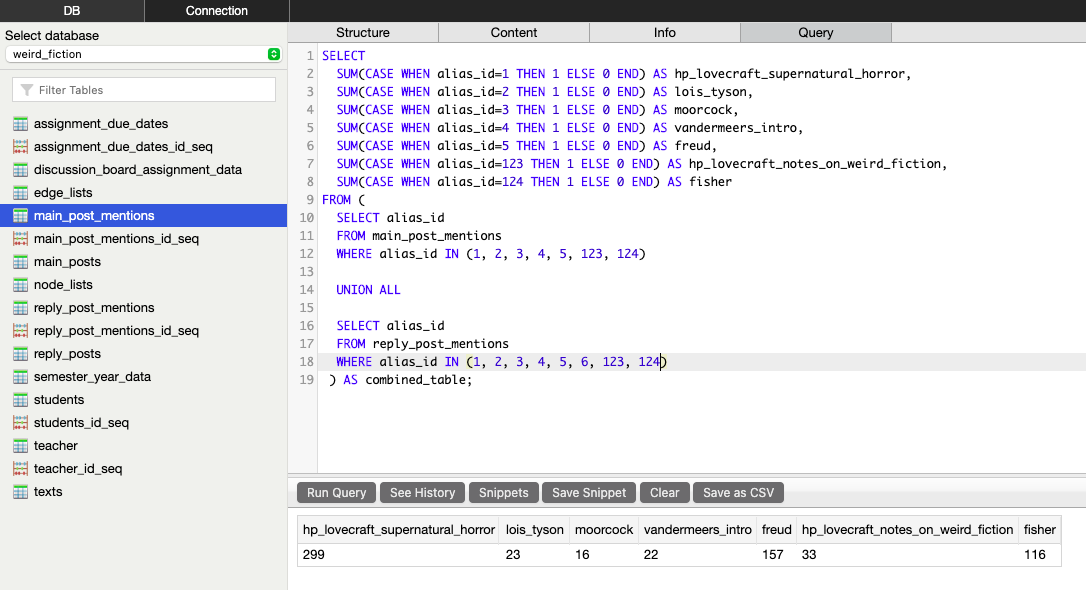 DB Connection
Select database
weird_fiction
Filter Tables
assignment_due_dates
assignment_due_dates_id_seq
discussion_board_assignment_data
edge_lists
main_post_mentions
main_post_mentions_id_seq
main_posts
node_lists
reply_post_mentions
reply_post_mentions_id_seq
reply_posts
semester_year_data
students
students_id_seq
teacher
teacher_id_seq
texts
Structure Content Info Query
1 SELECT
2 SUM(CASE WHEN alias_id=1 THEN 1 ELSE 0 END) AS hp_lovecraft_supernatural_horror,
3 SUM(CASE WHEN alias_id=2 THEN 1 ELSE 0 END) AS lois_tyson,
4 SUM(CASE WHEN alias_id=3 THEN 1 ELSE 0 END) AS moorcock,
5 SUM(CASE WHEN alias_id=4 THEN 1 ELSE 0 END) AS vandermeers_intro,
6 SUM(CASE WHEN alias_id=5 THEN 1 ELSE 0 END) AS freud,
7 SUM(CASE WHEN alias_id=123 THEN 1 ELSE 0 END) AS hp_lovecraft_notes_on_weird_fiction,
8 SUM(CASE WHEN alias_id=124 THEN 1 ELSE 0 END) AS fisher
9 FROM (
10 SELECT alias_id
11 FROM main_post_mentions
12 WHERE alias_id IN (1, 2, 3, 4, 5, 123, 124)
13
14 UNION ALL
15
16 SELECT alias_id
17 FROM reply_post_mentions
18 WHERE alias_id IN (1, 2, 3, 4, 5, 6, 123, 124)
19 ) AS combined_table;
Run Query See History Snippets Save Snippet Clear Save as CSV
hp_lovecraft_supernatural_horror lois_tyson moorcock vandermeers_intro freud hp_lovecraft_notes_on_weird_fiction fisher
299 23 16 22 157 33 116